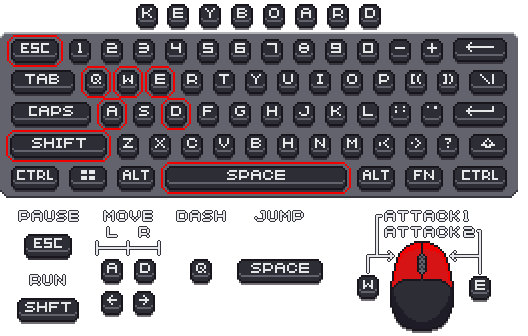 KEYBOARD
ESC 1 2 3 4 5 6 7 8 9 0 - + ←
TAB Q W E R T Y U I O P [( )] \|
CAPS A S D F G H J K L : : " ↵
SHIFT Z X C V B H N M < > ?
CTRL ALT SPACE ALT FN CTRL
PAUSE MOVE DASH JUMP ATTACK1
L R ATTACK2
ESC
A D Q SPACE W E
RUN
SHFT ← →